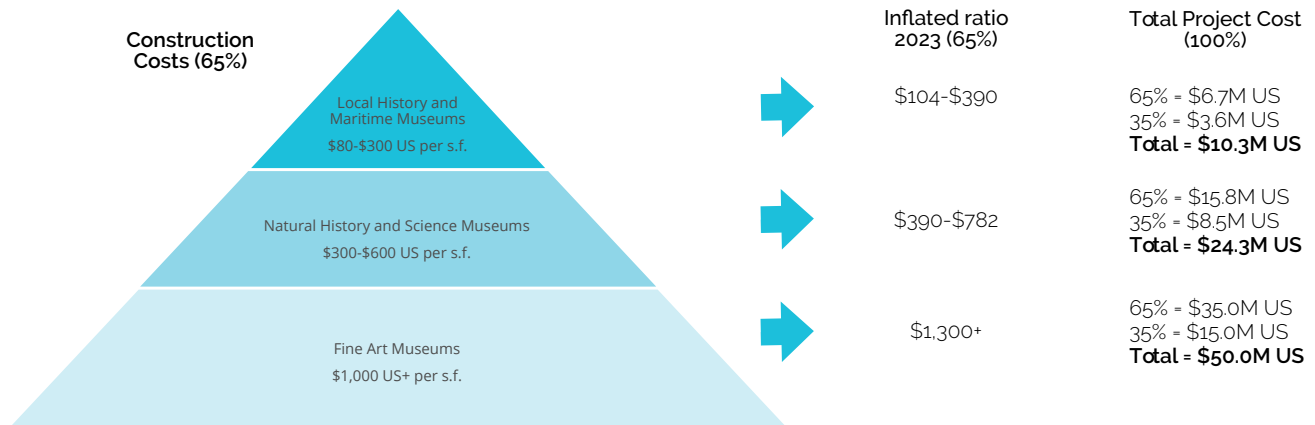 Construction
Costs (65%)
Inflated ratio
2023 (65%)
Total Project Cost
(100%)
Local History and
Maritime Museums
$80-$300 US per s.f.
$104-$390
65% = $6.7M US
35% = $3.6M US
Total = $10.3M US
Natural History and Science Museums
$300-$600 US per s.f.
$390-$782
65% = $15.8M US
35% = $8.5M US
Total = $24.3M US
Fine Art Museums
$1,000 US+ per s.f.
$1,300+
65% = $35.0M US
35% = $15.0M US
Total = $50.0M US